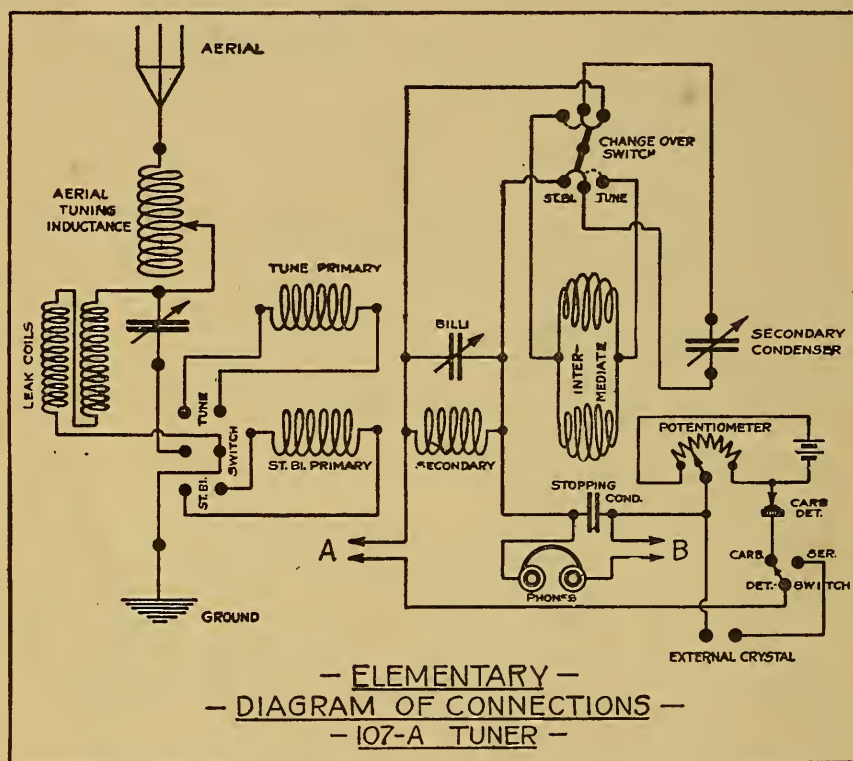 AERIAL
AERIAL
TUNING
INDUCTANCE
LEAK COILS
TUNE PRIMARY
TUNE
SWITCH
ST. BI.
ST. BI. PRIMARY
GROUND
CHANGE OVER
SWITCH
ST. BI.
TUNE
BILLI
SECONDARY
INTER-
MEDIATE
SECONDARY
CONDENSER
POTENTIOMETER
STOPPING
COND.
CARB
DET.
A
B
PHONES
CARB.
SER.
DET. SWITCH
EXTERNAL CRYSTAL
- ELEMENTARY -
- DIAGRAM OF CONNECTIONS -
- 107-A TUNER -